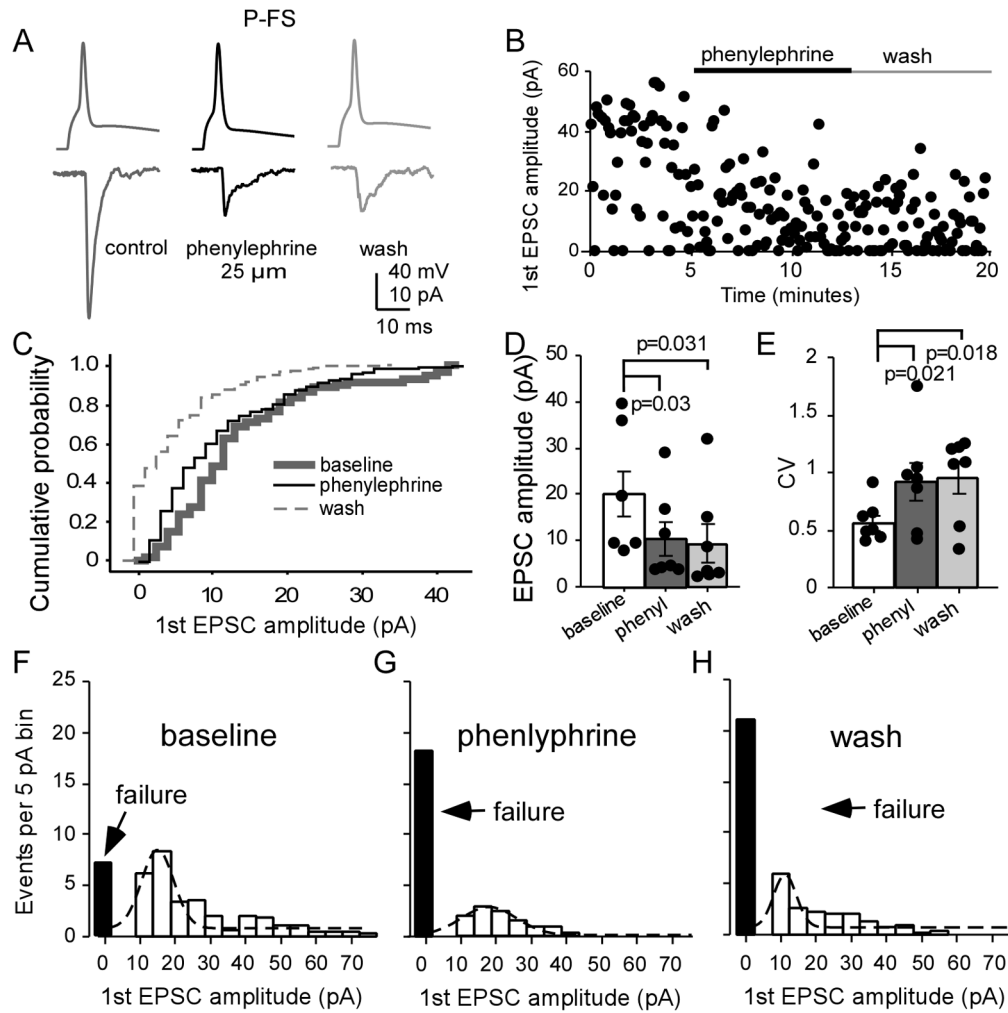 P-FS
A
control
phenylephrine
25 µm
wash
40 mV
10 pA
10 ms
B
phenylephrine
wash
1st EPSC amplitude (pA)
60
40
20
0
0
5
10
15
20
Time (minutes)
C
Cumulative probability
1.0
0.8
0.6
0.4
0.2
0
baseline
phenylephrine
wash
0
10
20
30
40
1st EPSC amplitude (pA)
D
EPSC amplitude (pA)
50
40
30
20
10
0
p=0.031
p=0.03
baseline
phenyl
wash
E
CV
2
1.5
1
0.5
0
p=0.018
p=0.021
baseline
phenyl
wash
F
Events per 5 pA bin
25
20
15
10
5
0
baseline
failure
0 10 20 30 40 50 60 70
1st EPSC amplitude (pA)
G
phenlyphrine
failure
0 10 20 30 40 50 60 70
1st EPSC amplitude (pA)
H
wash
failure
0 10 20 30 40 50 60 70
1st EPSC amplitude (pA)